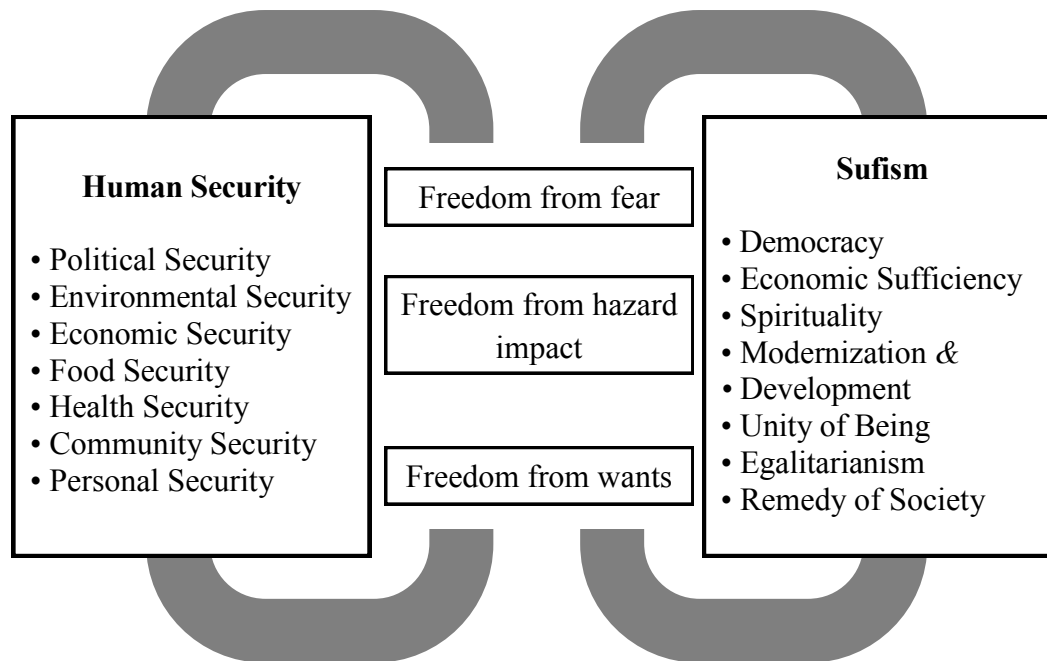 Human Security
• Political Security
• Environmental Security
• Economic Security
• Food Security
• Health Security
• Community Security
• Personal Security
Freedom from fear
Freedom from hazard
impact
Freedom from wants
Sufism
• Democracy
• Economic Sufficiency
• Spirituality
• Modernization &
• Development
• Unity of Being
• Egalitarianism
• Remedy of Society